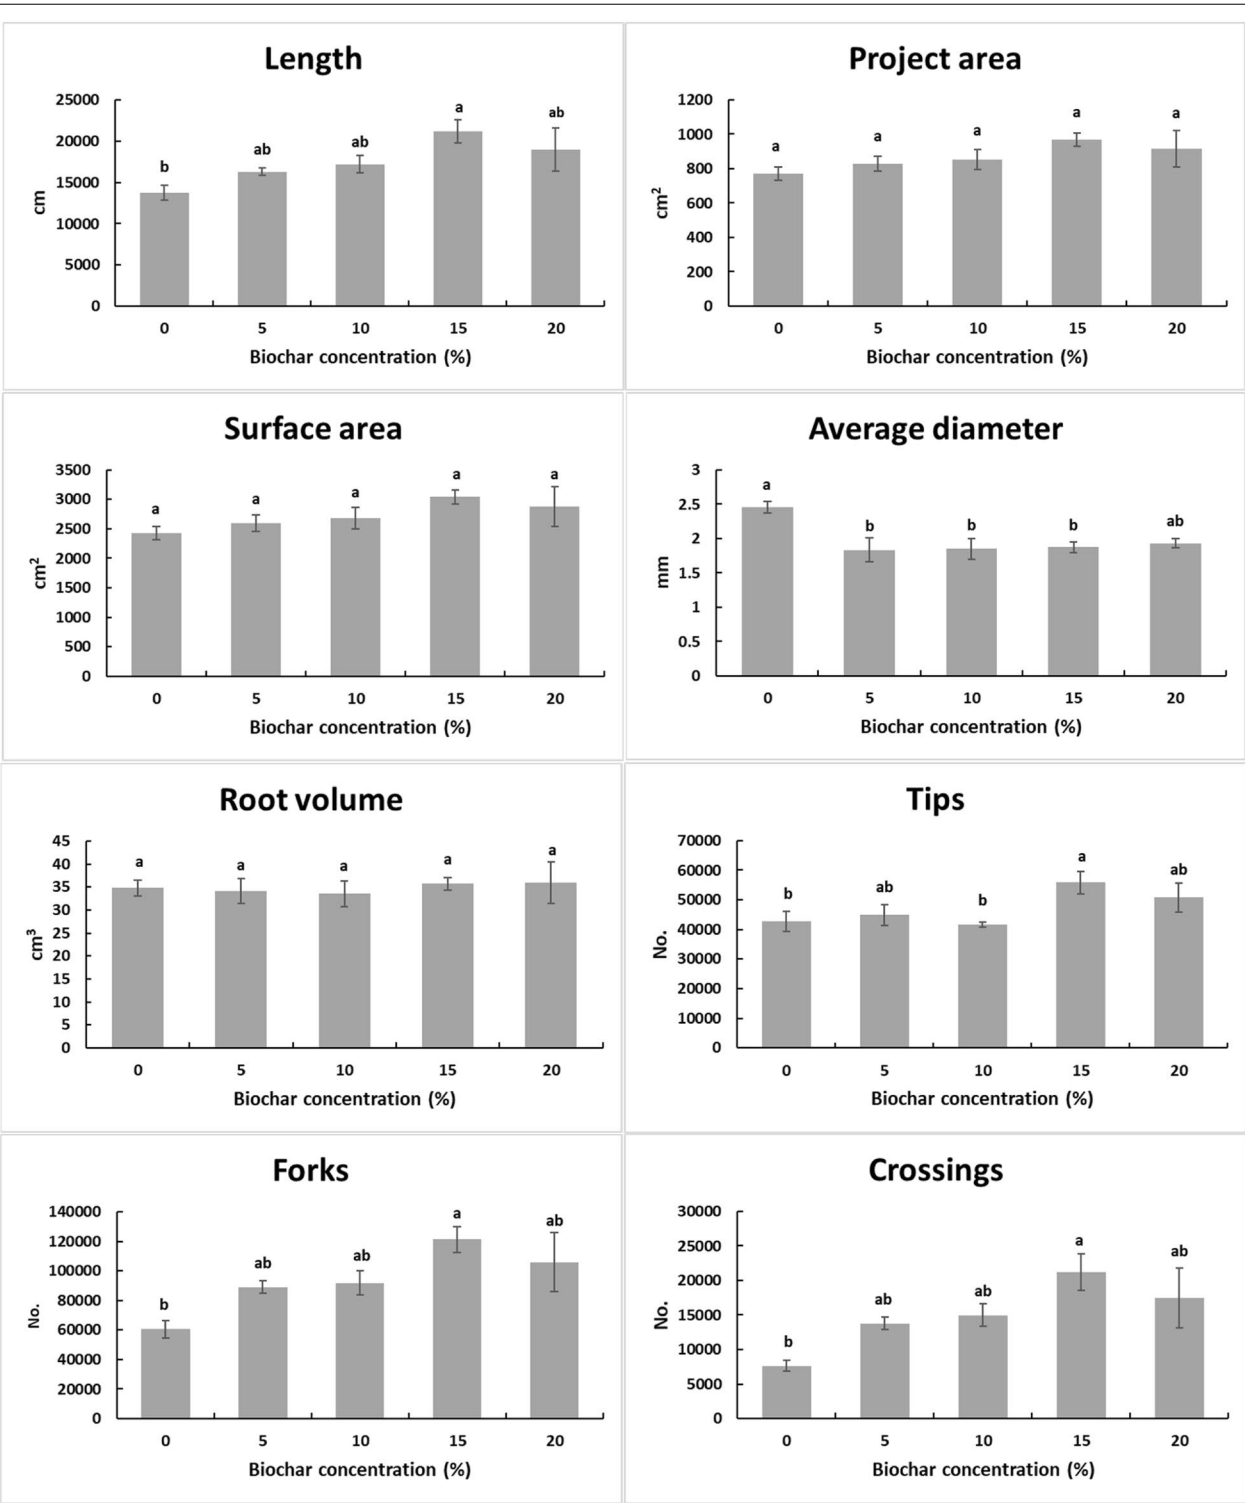 Length
25000
20000
15000
10000
5000
0
cm
b
ab
ab
a
ab
0 5 10 15 20
Biochar concentration (%)
Project area
1200
1000
800
600
400
200
0
cm²
a
a
a
a
a
0 5 10 15 20
Biochar concentration (%)
Surface area
3500
3000
2500
2000
1500
1000
500
0
cm²
a
a
a
a
a
0 5 10 15 20
Biochar concentration (%)
Average diameter
3
2.5
2
1.5
1
0.5
0
mm
a
b
b
b
ab
0 5 10 15 20
Biochar concentration (%)
Root volume
45
40
35
30
25
20
15
10
5
0
cm³
a
a
a
a
a
0 5 10 15 20
Biochar concentration (%)
Tips
70000
60000
50000
40000
30000
20000
10000
0
No.
b
ab
b
a
ab
0 5 10 15 20
Biochar concentration (%)
Forks
140000
120000
100000
80000
60000
40000
20000
0
No.
b
ab
ab
a
ab
0 5 10 15 20
Biochar concentration (%)
Crossings
30000
25000
20000
15000
10000
5000
0
No.
b
ab
ab
a
ab
0 5 10 15 20
Biochar concentration (%)